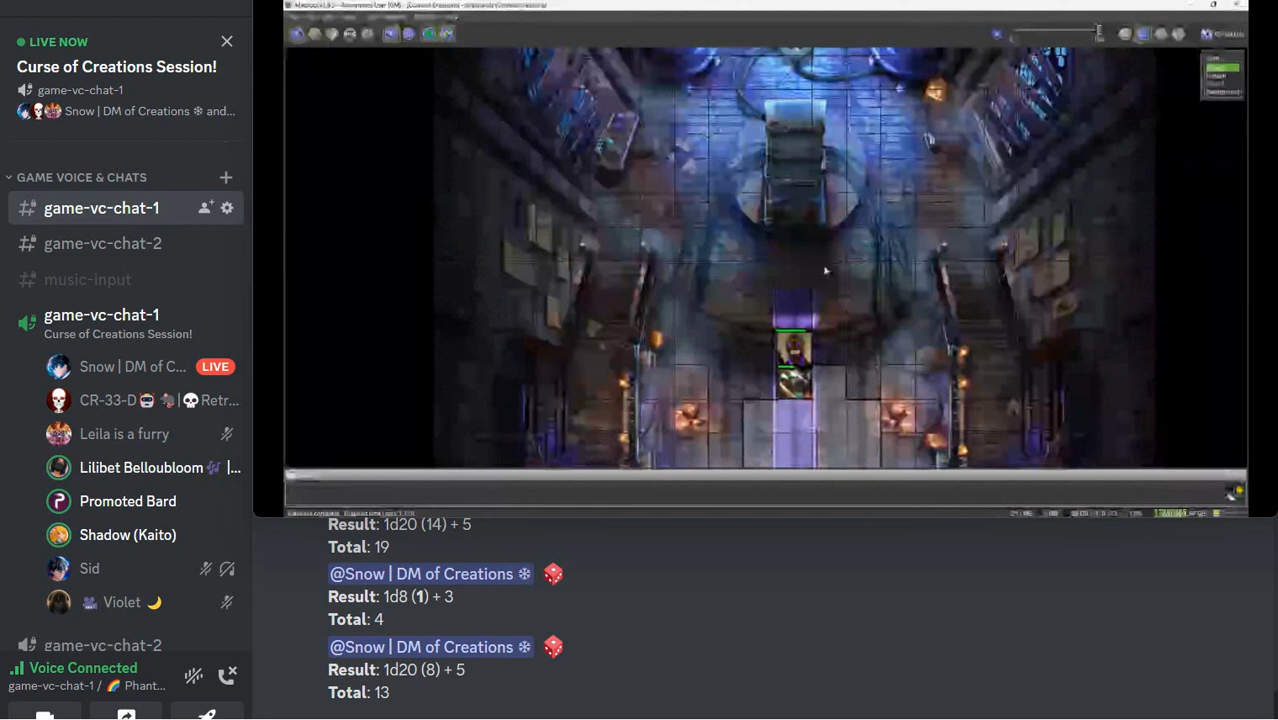 LIVE NOW
Curse of Creations Session!
game-vc-chat-1
Snow | DM of Creations ❄ and...
GAME VOICE & CHATS
game-vc-chat-1
game-vc-chat-2
music-input
game-vc-chat-1
Curse of Creations Session!
Snow | DM of C... LIVE
CR-33-D | Retr...
Leila is a furry
Lilibet Belloubloom |...
Promoted Bard
Shadow (Kaito)
Sid
Violet
game-vc-chat-2
Voice Connected
game-vc-chat-1 / Phant...
Result: 1d20 (14) + 5
Total: 19
@Snow | DM of Creations ❄
Result: 1d8 (1) + 3
Total: 4
@Snow | DM of Creations ❄
Result: 1d20 (8) + 5
Total: 13